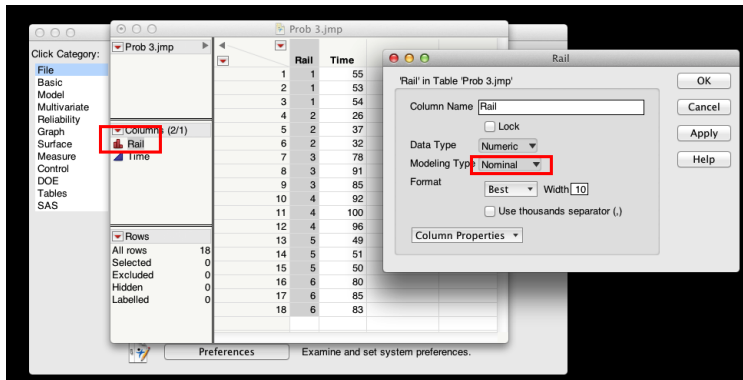 Prob 3.jmp
Click Category:
File
Basic
Model
Multivariate
Reliability
Graph
Surface
Measure
Control
DOE
Tables
SAS
Prob 3.jmp
Columns (2/1)
Rail
Time
Rows
All rows 18
Selected 0
Excluded 0
Hidden 0
Labelled 0
Rail Time
1 1 55
2 1 53
3 1 54
4 2 26
5 2 37
6 2 32
7 3 78
8 3 91
9 3 85
10 4 92
11 4 100
12 4 96
13 5 49
14 5 51
15 5 50
16 6 80
17 6 85
18 6 83
Rail
'Rail' in Table 'Prob 3.jmp'
Column Name Rail
Lock
Data Type Numeric
Modeling Type Nominal
Format Best Width 10
Use thousands separator (,)
Column Properties
OK
Cancel
Apply
Help
Preferences Examine and set system preferences.